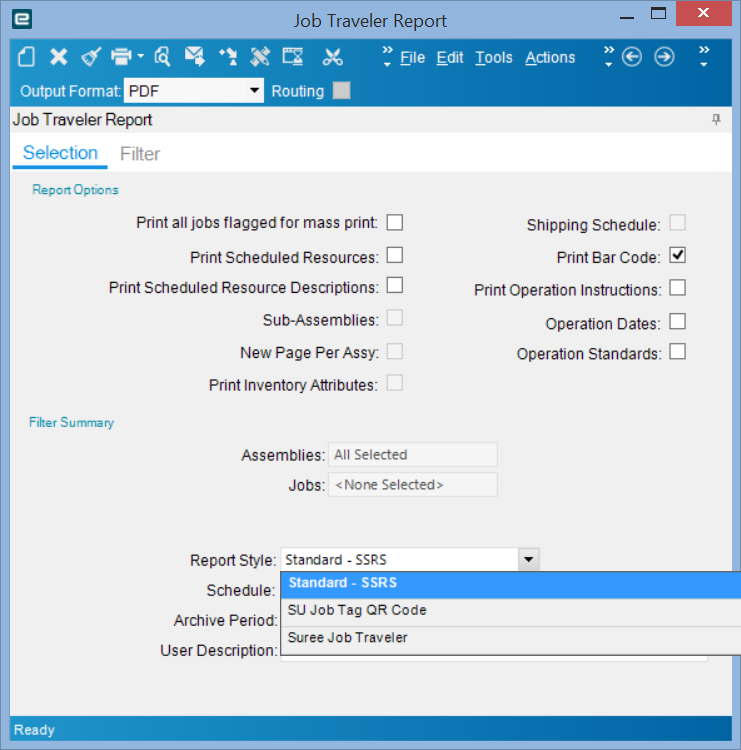 Job Traveler Report
File Edit Tools Actions
Output Format: PDF Routing
Job Traveler Report
Selection Filter
Report Options
Print all jobs flagged for mass print: Shipping Schedule:
Print Scheduled Resources: Print Bar Code:
Print Scheduled Resource Descriptions: Print Operation Instructions:
Sub-Assemblies: Operation Dates:
New Page Per Assy: Operation Standards:
Print Inventory Attributes:
Filter Summary
Assemblies: All Selected
Jobs: <None Selected>
Report Style: Standard - SSRS
Schedule: Standard - SSRS
SU Job Tag QR Code
Archive Period:
Suree Job Traveler
User Description:
Ready